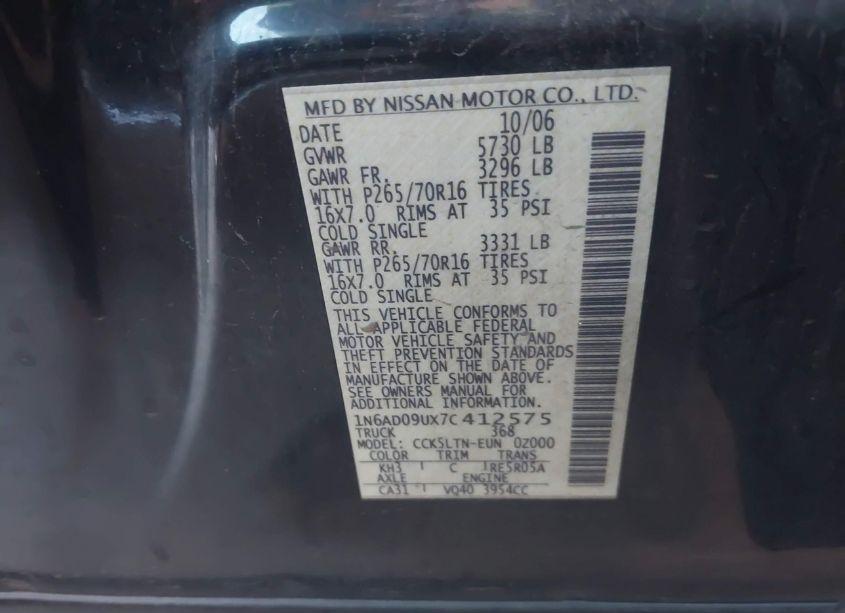 MFD BY NISSAN MOTOR CO., LTD.
DATE 10/06
GVWR 5730 LB
GAWR FR. 3296 LB
WITH P265/70R16 TIRES
16X7.0 RIMS AT 35 PSI
COLD SINGLE
GAWR RR. 3331 LB
WITH P265/70R16 TIRES
16X7.0 RIMS AT 35 PSI
COLD SINGLE
THIS VEHICLE CONFORMS TO
ALL APPLICABLE FEDERAL
MOTOR VEHICLE SAFETY AND
THEFT PREVENTION STANDARDS
IN EFFECT ON THE DATE OF
MANUFACTURE SHOWN ABOVE.
SEE OWNERS MANUAL FOR
ADDITIONAL INFORMATION.
1N6AD09UX7C412575
TRUCK 368
MODEL: CCK5LTN-EUN 02000
COLOR TRIM TRANS
KH3 C RE5R05A
AXLE ENGINE
CA31 VQ40 3954CC